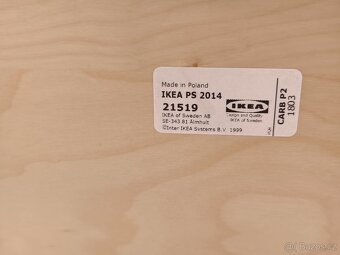 Made in Poland
IKEA PS 2014
21519
IKEA of Sweden AB
SE-343 81 Älmhult
©Inter IKEA Systems B.V. 1999
IKEA
Design and Quality
IKEA of Sweden
CARB P2
1803